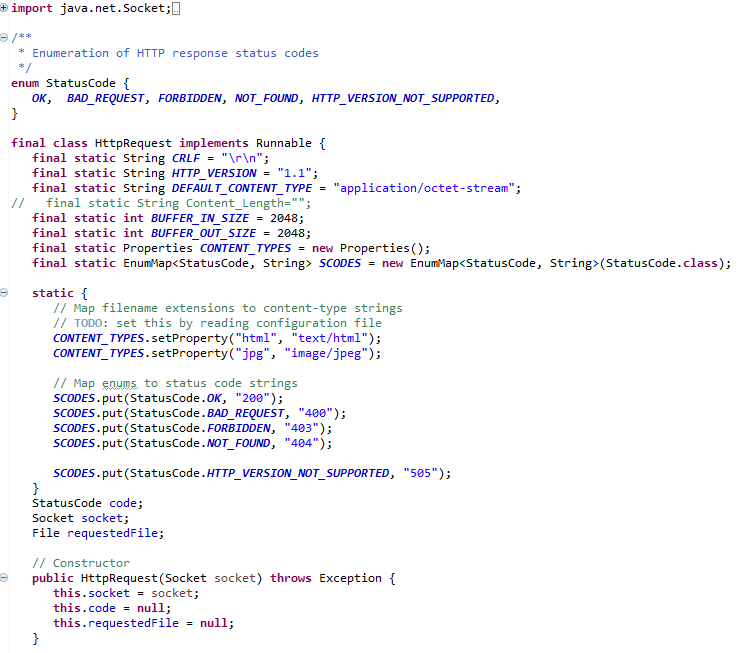 import java.net.Socket;
/**
 * Enumeration of HTTP response status codes
 */
enum StatusCode {
   OK,  BAD_REQUEST, FORBIDDEN, NOT_FOUND, HTTP_VERSION_NOT_SUPPORTED,
}
final class HttpRequest implements Runnable {
   final static String CRLF = "\r\n";
   final static String HTTP_VERSION = "1.1";
   final static String DEFAULT_CONTENT_TYPE = "application/octet-stream";
//   final static String Content_Length="";
   final static int BUFFER_IN_SIZE = 2048;
   final static int BUFFER_OUT_SIZE = 2048;
   final static Properties CONTENT_TYPES = new Properties();
   final static EnumMap<StatusCode, String> SCODES = new EnumMap<StatusCode, String>(StatusCode.class);
   static {
      // Map filename extensions to content-type strings
      // TODO: set this by reading configuration file
      CONTENT_TYPES.setProperty("html", "text/html");
      CONTENT_TYPES.setProperty("jpg", "image/jpeg");
      // Map enums to status code strings
      SCODES.put(StatusCode.OK, "200");
      SCODES.put(StatusCode.BAD_REQUEST, "400");
      SCODES.put(StatusCode.FORBIDDEN, "403");
      SCODES.put(StatusCode.NOT_FOUND, "404");
      SCODES.put(StatusCode.HTTP_VERSION_NOT_SUPPORTED, "505");
   }
   StatusCode code;
   Socket socket;
   File requestedFile;
   // Constructor
   public HttpRequest(Socket socket) throws Exception {
      this.socket = socket;
      this.code = null;
      this.requestedFile = null;
   }